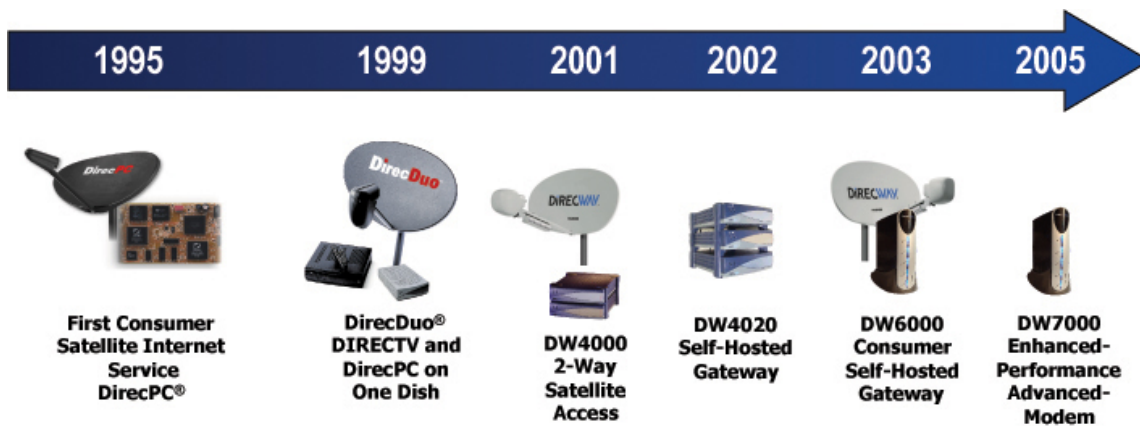 1995
1999
2001
2002
2003
2005
DirecPC
DirecDuo
DIRECWAY
DIRECWAY
First Consumer
Satellite Internet
Service
DirecPC®
DirecDuo®
DIRECTV and
DirecPC on
One Dish
DW4000
2-Way
Satellite
Access
DW4020
Self-Hosted
Gateway
DW6000
Consumer
Self-Hosted
Gateway
DW7000
Enhanced-
Performance
Advanced-
Modem